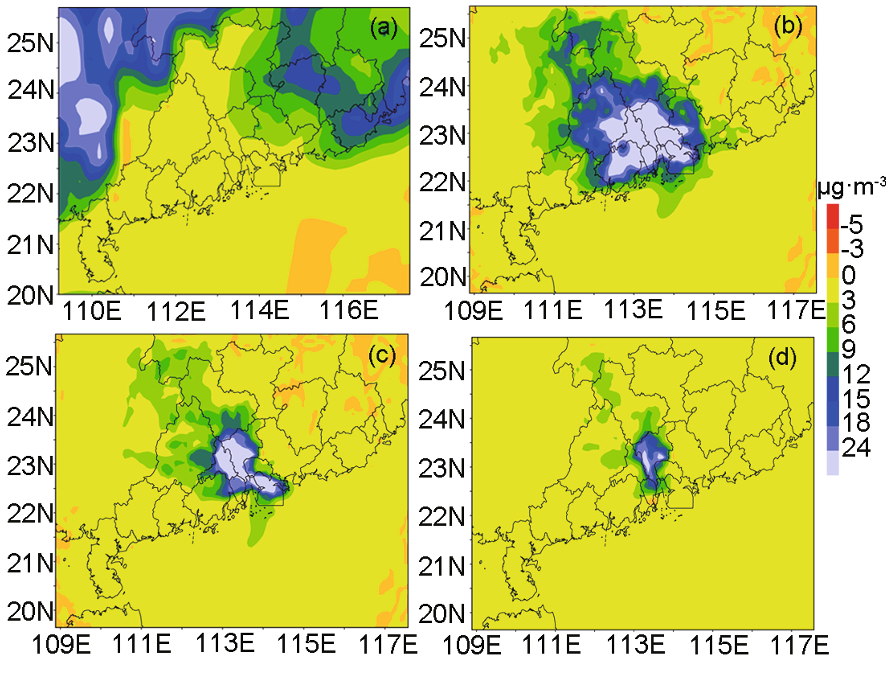 (a)
25N
24N
23N
22N
21N
20N
110E 112E 114E 116E
(b)
25N
24N
23N
22N
21N
20N
109E 111E 113E 115E 117E
µg·m-3
-5
-3
0
3
6
9
12
15
18
24
(c)
25N
24N
23N
22N
21N
20N
109E 111E 113E 115E 117E
(d)
25N
24N
23N
22N
21N
20N
109E 111E 113E 115E 117E